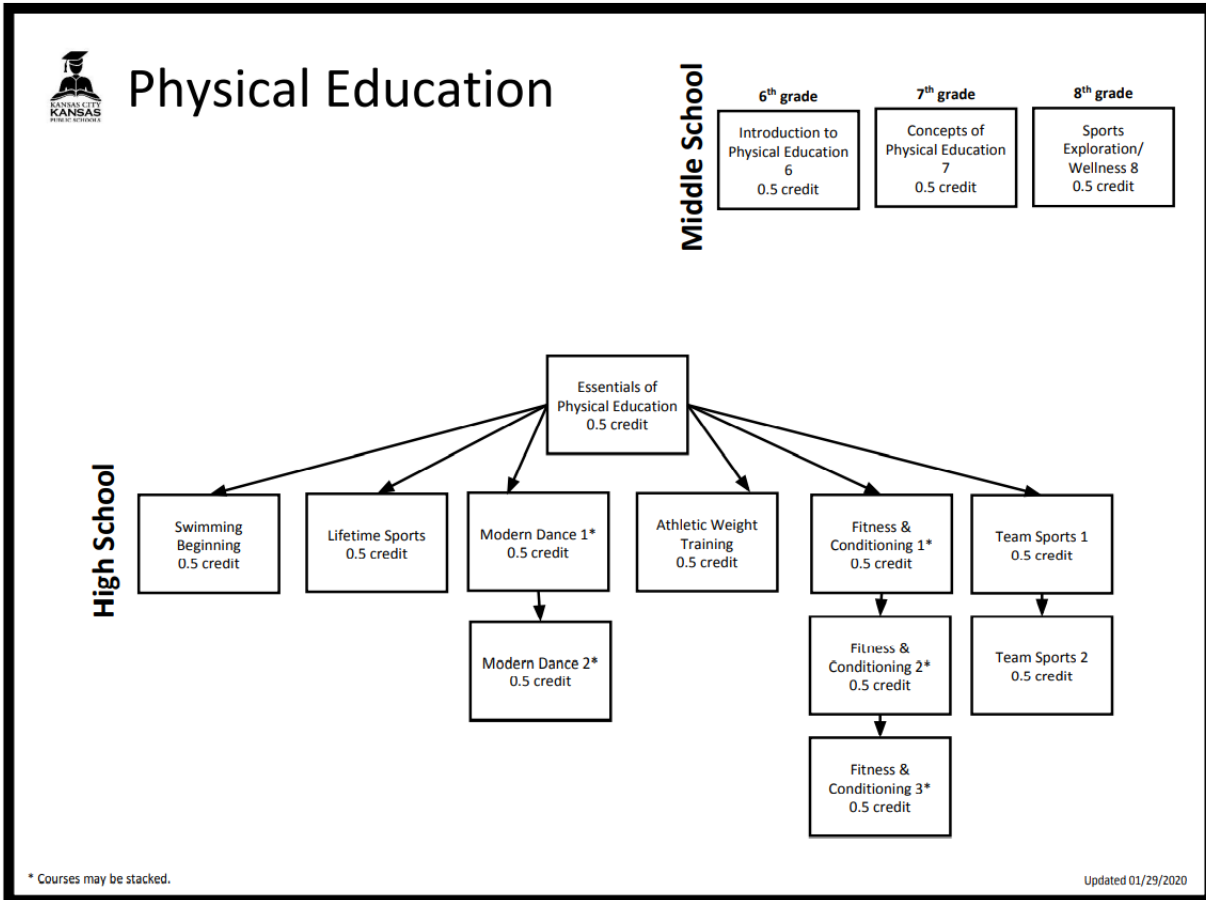 KANSAS CITY
KANSAS
PUBLIC SCHOOLS
Physical Education
Middle School
6th grade
Introduction to
Physical Education
6
0.5 credit
7th grade
Concepts of
Physical Education
7
0.5 credit
8th grade
Sports
Exploration/
Wellness 8
0.5 credit
High School
Essentials of
Physical Education
0.5 credit
Swimming
Beginning
0.5 credit
Lifetime Sports
0.5 credit
Modern Dance 1*
0.5 credit
Athletic Weight
Training
0.5 credit
Fitness &
Conditioning 1*
0.5 credit
Team Sports 1
0.5 credit
Modern Dance 2*
0.5 credit
Fitness &
Conditioning 2*
0.5 credit
Team Sports 2
0.5 credit
Fitness &
Conditioning 3*
0.5 credit
* Courses may be stacked.
Updated 01/29/2020